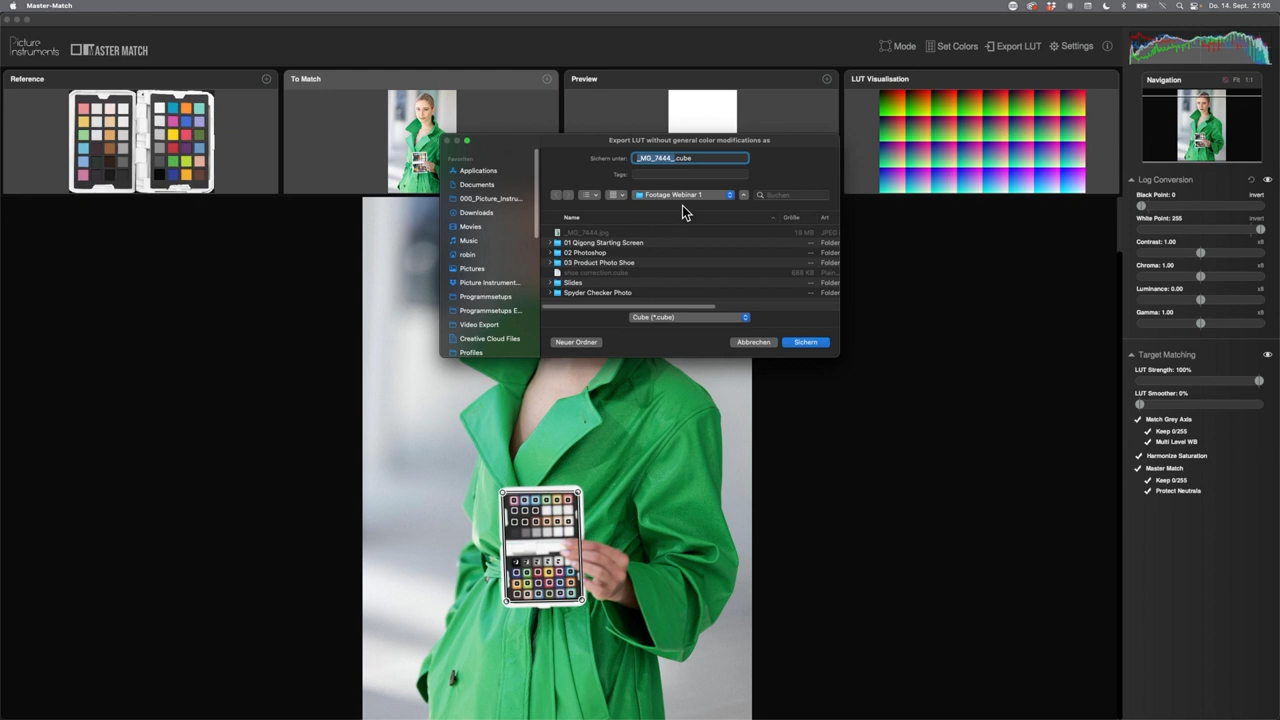 Master-Match
Do. 14. Sept. 21:00
Picture Instruments
MASTER MATCH
Mode
Set Colors
Export LUT
Settings
Reference
To Match
Preview
LUT Visualisation
Navigation
Fit
1:1
Export LUT without general color modifications as
Sichern unter:
_MG_7444_.cube
Tags:
Favoriten
Applications
Documents
000_Picture_Instru...
Downloads
Movies
Music
robin
Pictures
Picture Instrument...
Programmsetups
Programmsetups E...
Video Export
Creative Cloud Files
Profiles
Footage Webinar 1
Suchen
Name
Größe
Art
_MG_7444.jpg
19 MB
JPEG
01 Qigong Starting Screen
--
Folder
02 Photoshop
--
Folder
03 Product Photo Shoe
--
Folder
shoe correction.cube
686 KB
Plain...
Slides
--
Folder
Spyder Checker Photo
--
Folder
Cube (*.cube)
Neuer Ordner
Abbrechen
Sichern
Log Conversion
Black Point: 0
invert
White Point: 255
invert
Contrast: 1.00
Chroma: 1.00
Luminance: 0.00
Gamma: 1.00
Target Matching
LUT Strength: 100%
LUT Smoother: 0%
Match Grey Axis
Keep 0/255
Multi Level WB
Harmonize Saturation
Master Match
Keep 0/255
Protect Neutrals